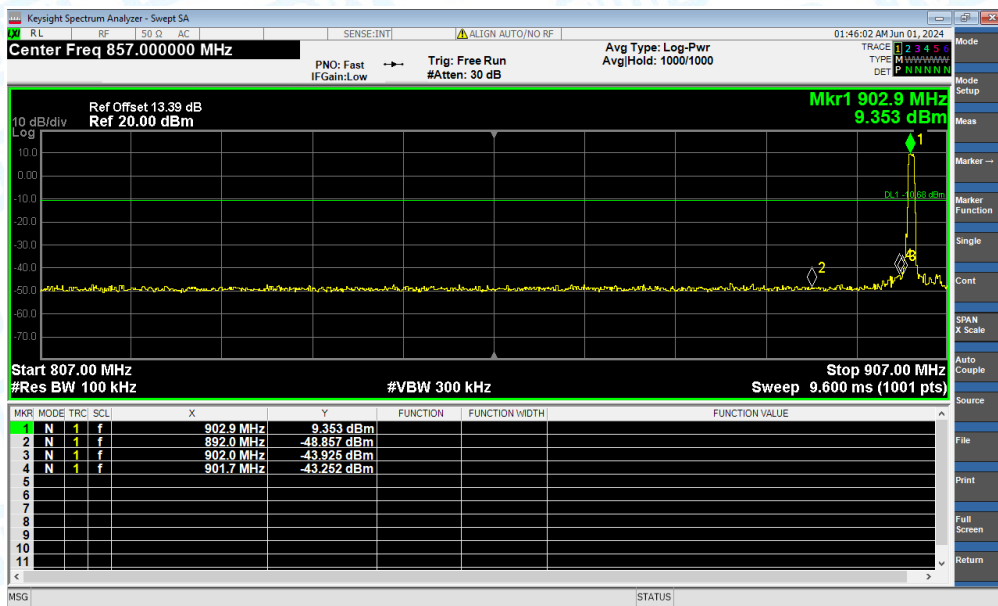 Keysight Spectrum Analyzer - Swept SA
LXI RL RF 50 Ω AC SENSE:INT ALIGN AUTO/NO RF 01:46:02 AM Jun 01, 2024
Center Freq 857.000000 MHz
PNO: Fast
IFGain:Low
Trig: Free Run
#Atten: 30 dB
Avg Type: Log-Pwr
Avg|Hold: 1000/1000
TRACE 1 2 3 4 5 6
TYPE M WWWWW
DET P N N N N N
Ref Offset 13.39 dB
10 dB/div Ref 20.00 dBm
Log
Mkr1 902.9 MHz
9.353 dBm
10.0
0.00
-10.0
-20.0
-30.0
-40.0
-50.0
-60.0
-70.0
1
DL1 -10.68 dBm
2
Start 807.00 MHz Stop 907.00 MHz
#Res BW 100 kHz #VBW 300 kHz Sweep 9.600 ms (1001 pts)
MKR MODE TRC SCL X Y FUNCTION FUNCTION WIDTH FUNCTION VALUE
1 N 1 f 902.9 MHz 9.353 dBm
2 N 1 f 892.0 MHz -48.857 dBm
3 N 1 f 902.0 MHz -43.925 dBm
4 N 1 f 901.7 MHz -43.252 dBm
5
6
7
8
9
10
11
MSG STATUS
Mode
Mode
Setup
Meas
Marker→
Marker
Function
Single
Cont
SPAN
X Scale
Auto
Couple
Source
File
Print
Full
Screen
Return